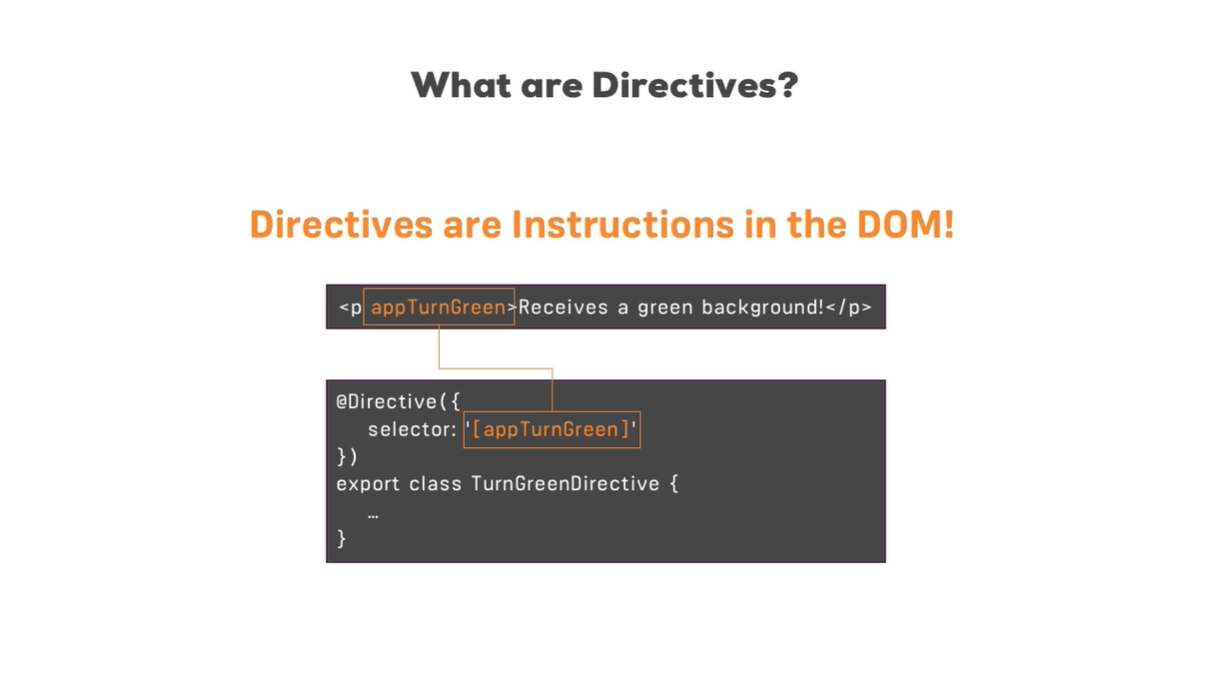 What are Directives?
Directives are Instructions in the DOM!
<p appTurnGreen>Receives a green background!</p>
@Directive({
selector: '[appTurnGreen]'
})
export class TurnGreenDirective {
…
}